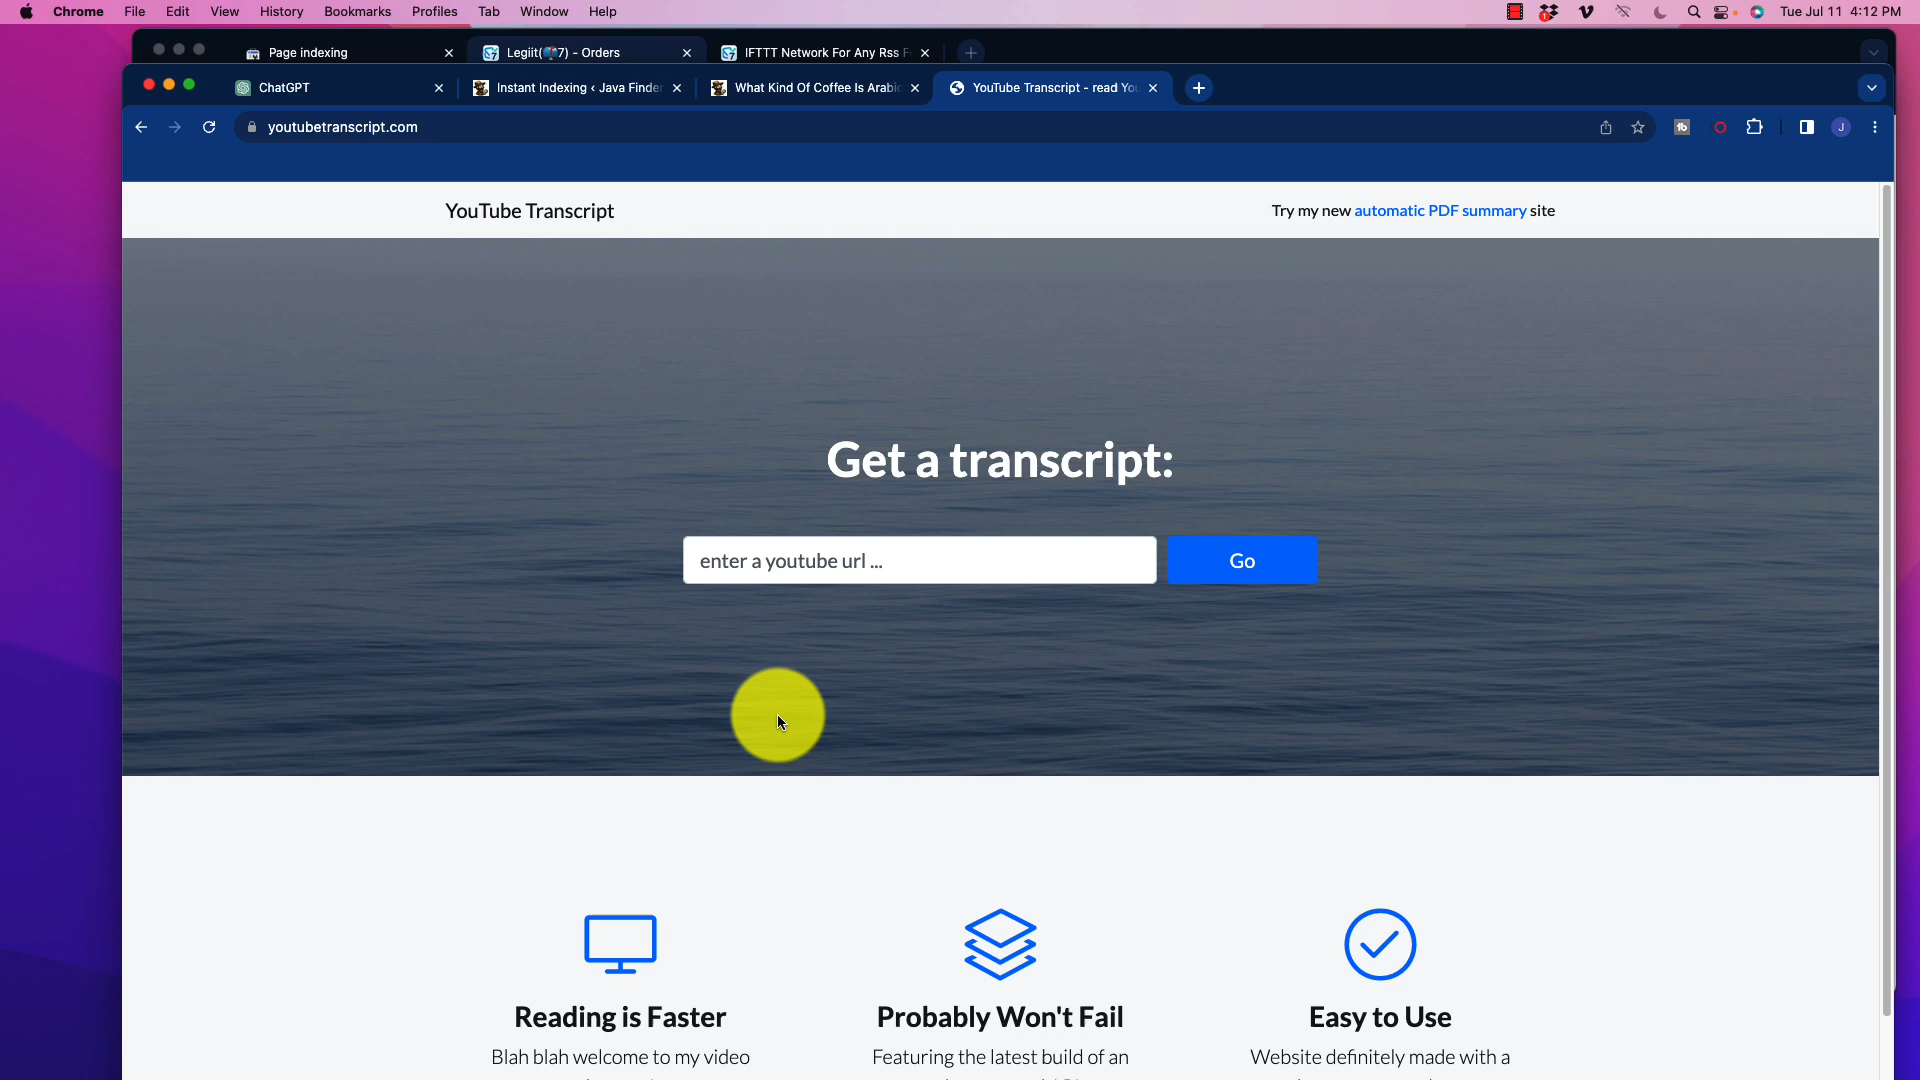 Chrome File Edit View History Bookmarks Profiles Tab Window Help Tue Jul 11 4:12 PM
Page indexing Legiit( 7) - Orders IFTTT Network For Any Rss F
ChatGPT Instant Indexing ‹ Java Finder What Kind Of Coffee Is Arabic YouTube Transcript - read You
youtubetranscript.com
J
YouTube Transcript Try my new automatic PDF summary site
Get a transcript:
enter a youtube url ... Go
Reading is Faster Probably Won't Fail Easy to Use
Blah blah welcome to my video Featuring the latest build of an Website definitely made with a